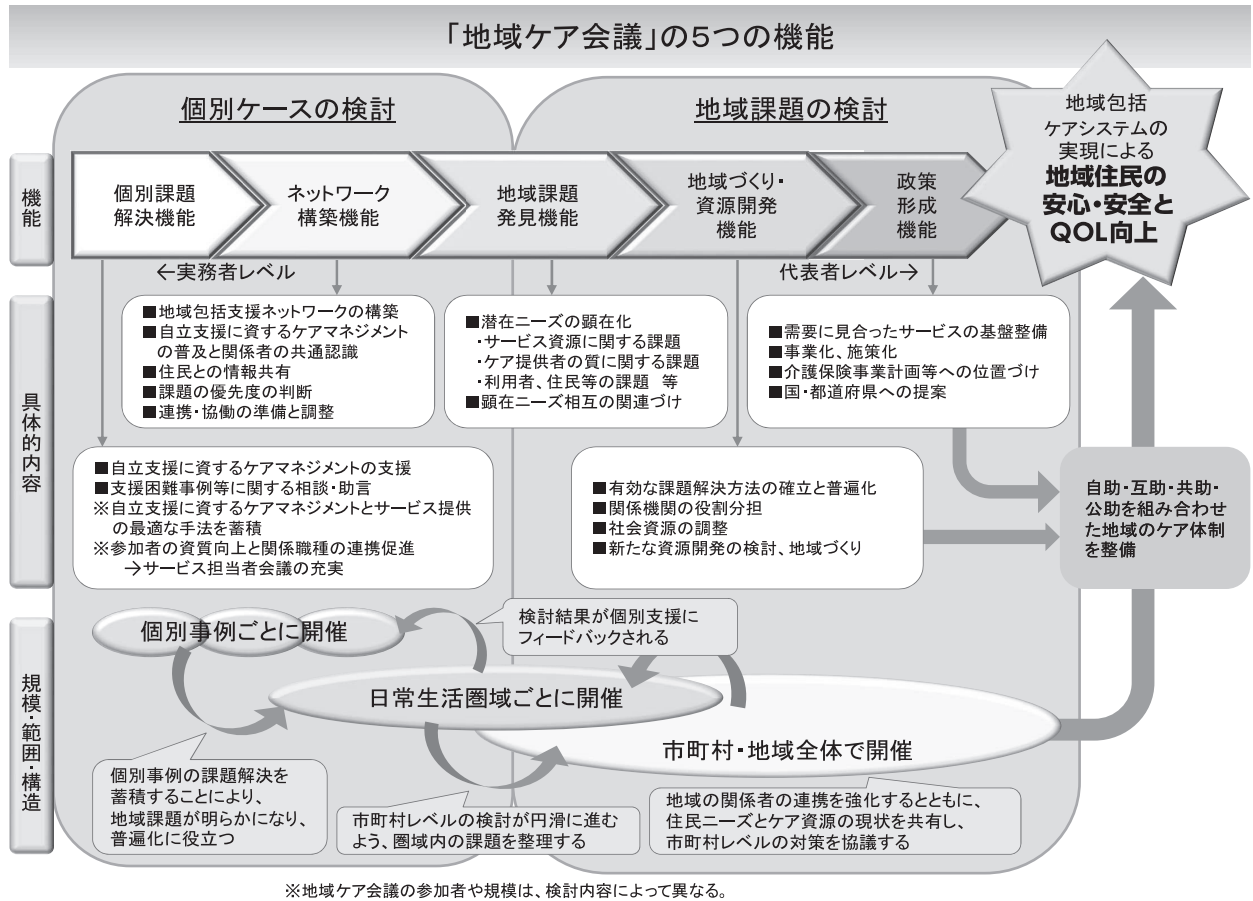 「地域ケア会議」の5つの機能
個別ケースの検討
地域課題の検討
地域包括
ケアシステムの
実現による
地域住民の
安心・安全と
QOL向上
機能
個別課題
解決機能
ネットワーク
構築機能
地域課題
発見機能
地域づくり・
資源開発
機能
政策
形成
機能
←実務者レベル
代表者レベル→
具体的内容
■地域包括支援ネットワークの構築
■自立支援に資するケアマネジメント
の普及と関係者の共通認識
■住民との情報共有
■課題の優先度の判断
■連携・協働の準備と調整
■潜在ニーズの顕在化
・サービス資源に関する課題
・ケア提供者の質に関する課題
・利用者、住民等の課題 等
■顕在ニーズ相互の関連づけ
■需要に見合ったサービスの基盤整備
■事業化、施策化
■介護保険事業計画等への位置づけ
■国・都道府県への提案
■自立支援に資するケアマネジメントの支援
■支援困難事例等に関する相談・助言
※自立支援に資するケアマネジメントとサービス提供
の最適な手法を蓄積
※参加者の資質向上と関係職種の連携促進
→サービス担当者会議の充実
■有効な課題解決方法の確立と普遍化
■関係機関の役割分担
■社会資源の調整
■新たな資源開発の検討、地域づくり
自助・互助・共助・
公助を組み合わせ
た地域のケア体制
を整備
規模・範囲・構造
個別事例ごとに開催
検討結果が個別支援に
フィードバックされる
日常生活圏域ごとに開催
市町村・地域全体で開催
個別事例の課題解決を
蓄積することにより、
地域課題が明らかになり、
普遍化に役立つ
市町村レベルの検討が円滑に進む
よう、圏域内の課題を整理する
地域の関係者の連携を強化するとともに、
住民ニーズとケア資源の現状を共有し、
市町村レベルの対策を協議する
※地域ケア会議の参加者や規模は、検討内容によって異なる。